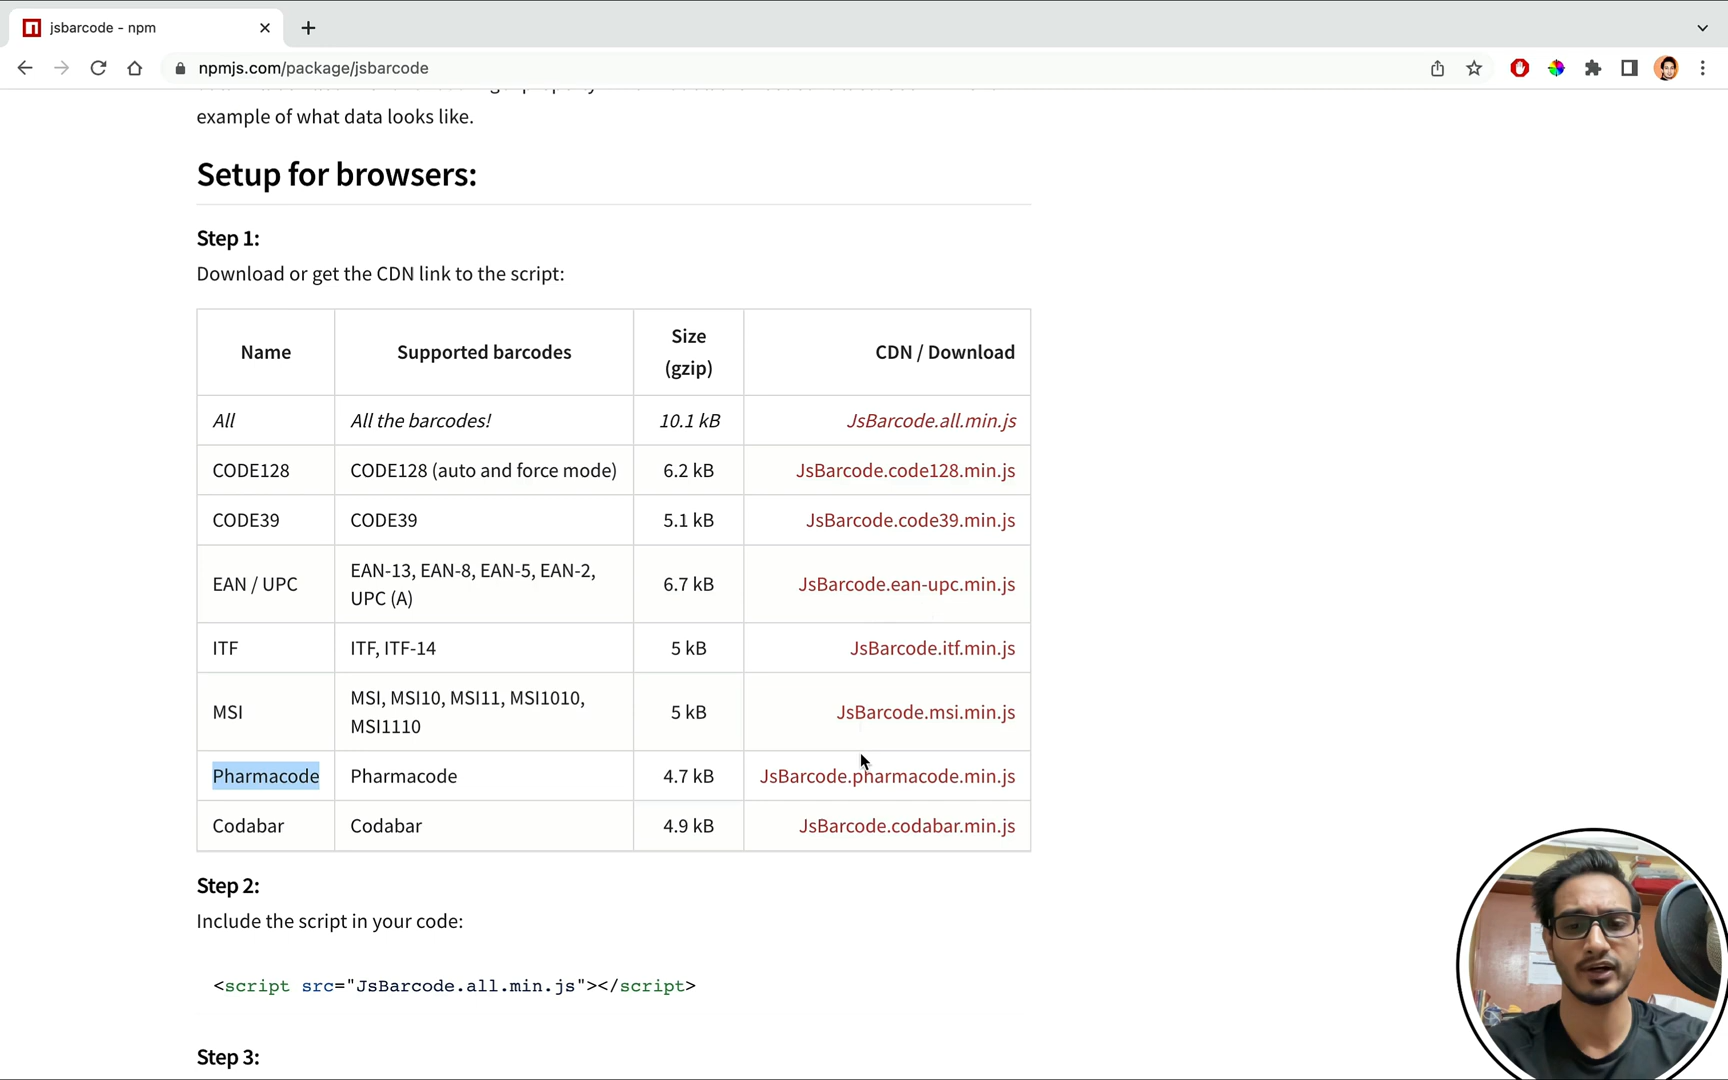 jsbarcode - npm
npmjs.com/package/jsbarcode
example of what data looks like.
Setup for browsers:
Step 1:
Download or get the CDN link to the script:
Name Supported barcodes Size (gzip) CDN / Download
All All the barcodes! 10.1 kB JsBarcode.all.min.js
CODE128 CODE128 (auto and force mode) 6.2 kB JsBarcode.code128.min.js
CODE39 CODE39 5.1 kB JsBarcode.code39.min.js
EAN / UPC EAN-13, EAN-8, EAN-5, EAN-2, UPC (A) 6.7 kB JsBarcode.ean-upc.min.js
ITF ITF, ITF-14 5 kB JsBarcode.itf.min.js
MSI MSI, MSI10, MSI11, MSI1010, MSI1110 5 kB JsBarcode.msi.min.js
Pharmacode Pharmacode 4.7 kB JsBarcode.pharmacode.min.js
Codabar Codabar 4.9 kB JsBarcode.codabar.min.js
Step 2:
Include the script in your code:
<script src="JsBarcode.all.min.js"></script>
Step 3: